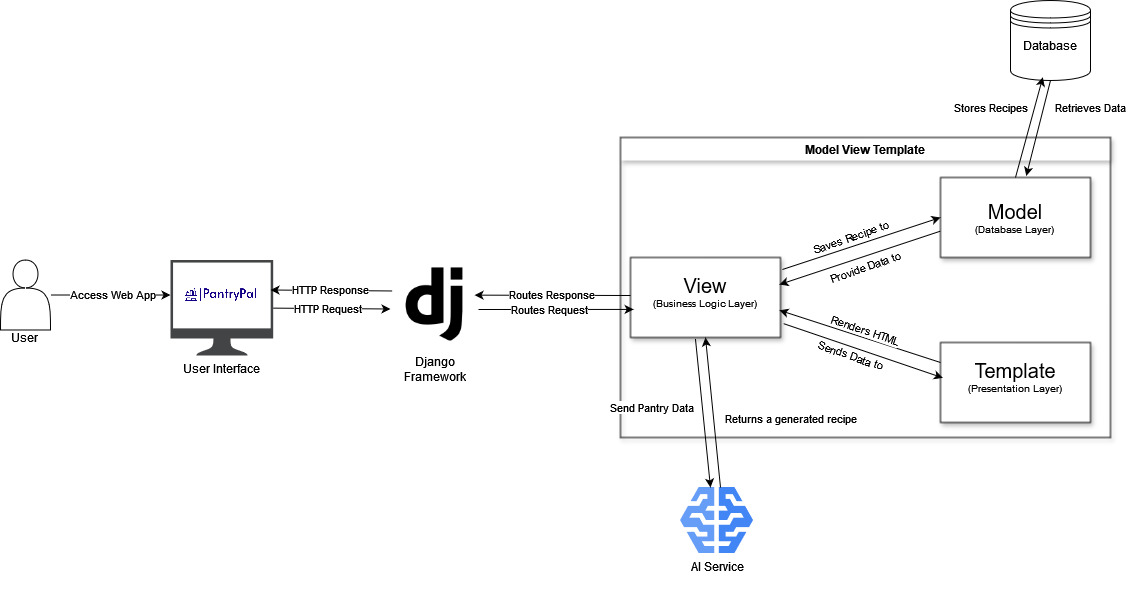 Database
Stores Recipes
Retrieves Data
Model View Template
Model
(Database Layer)
Saves Recipe to
Provide Data to
View
(Business Logic Layer)
Renders HTML
Sends Data to
Template
(Presentation Layer)
User
Access Web App
PantryPal
User Interface
HTTP Response
HTTP Request
dj
Django
Framework
Routes Response
Routes Request
Send Pantry Data
Returns a generated recipe
AI Service